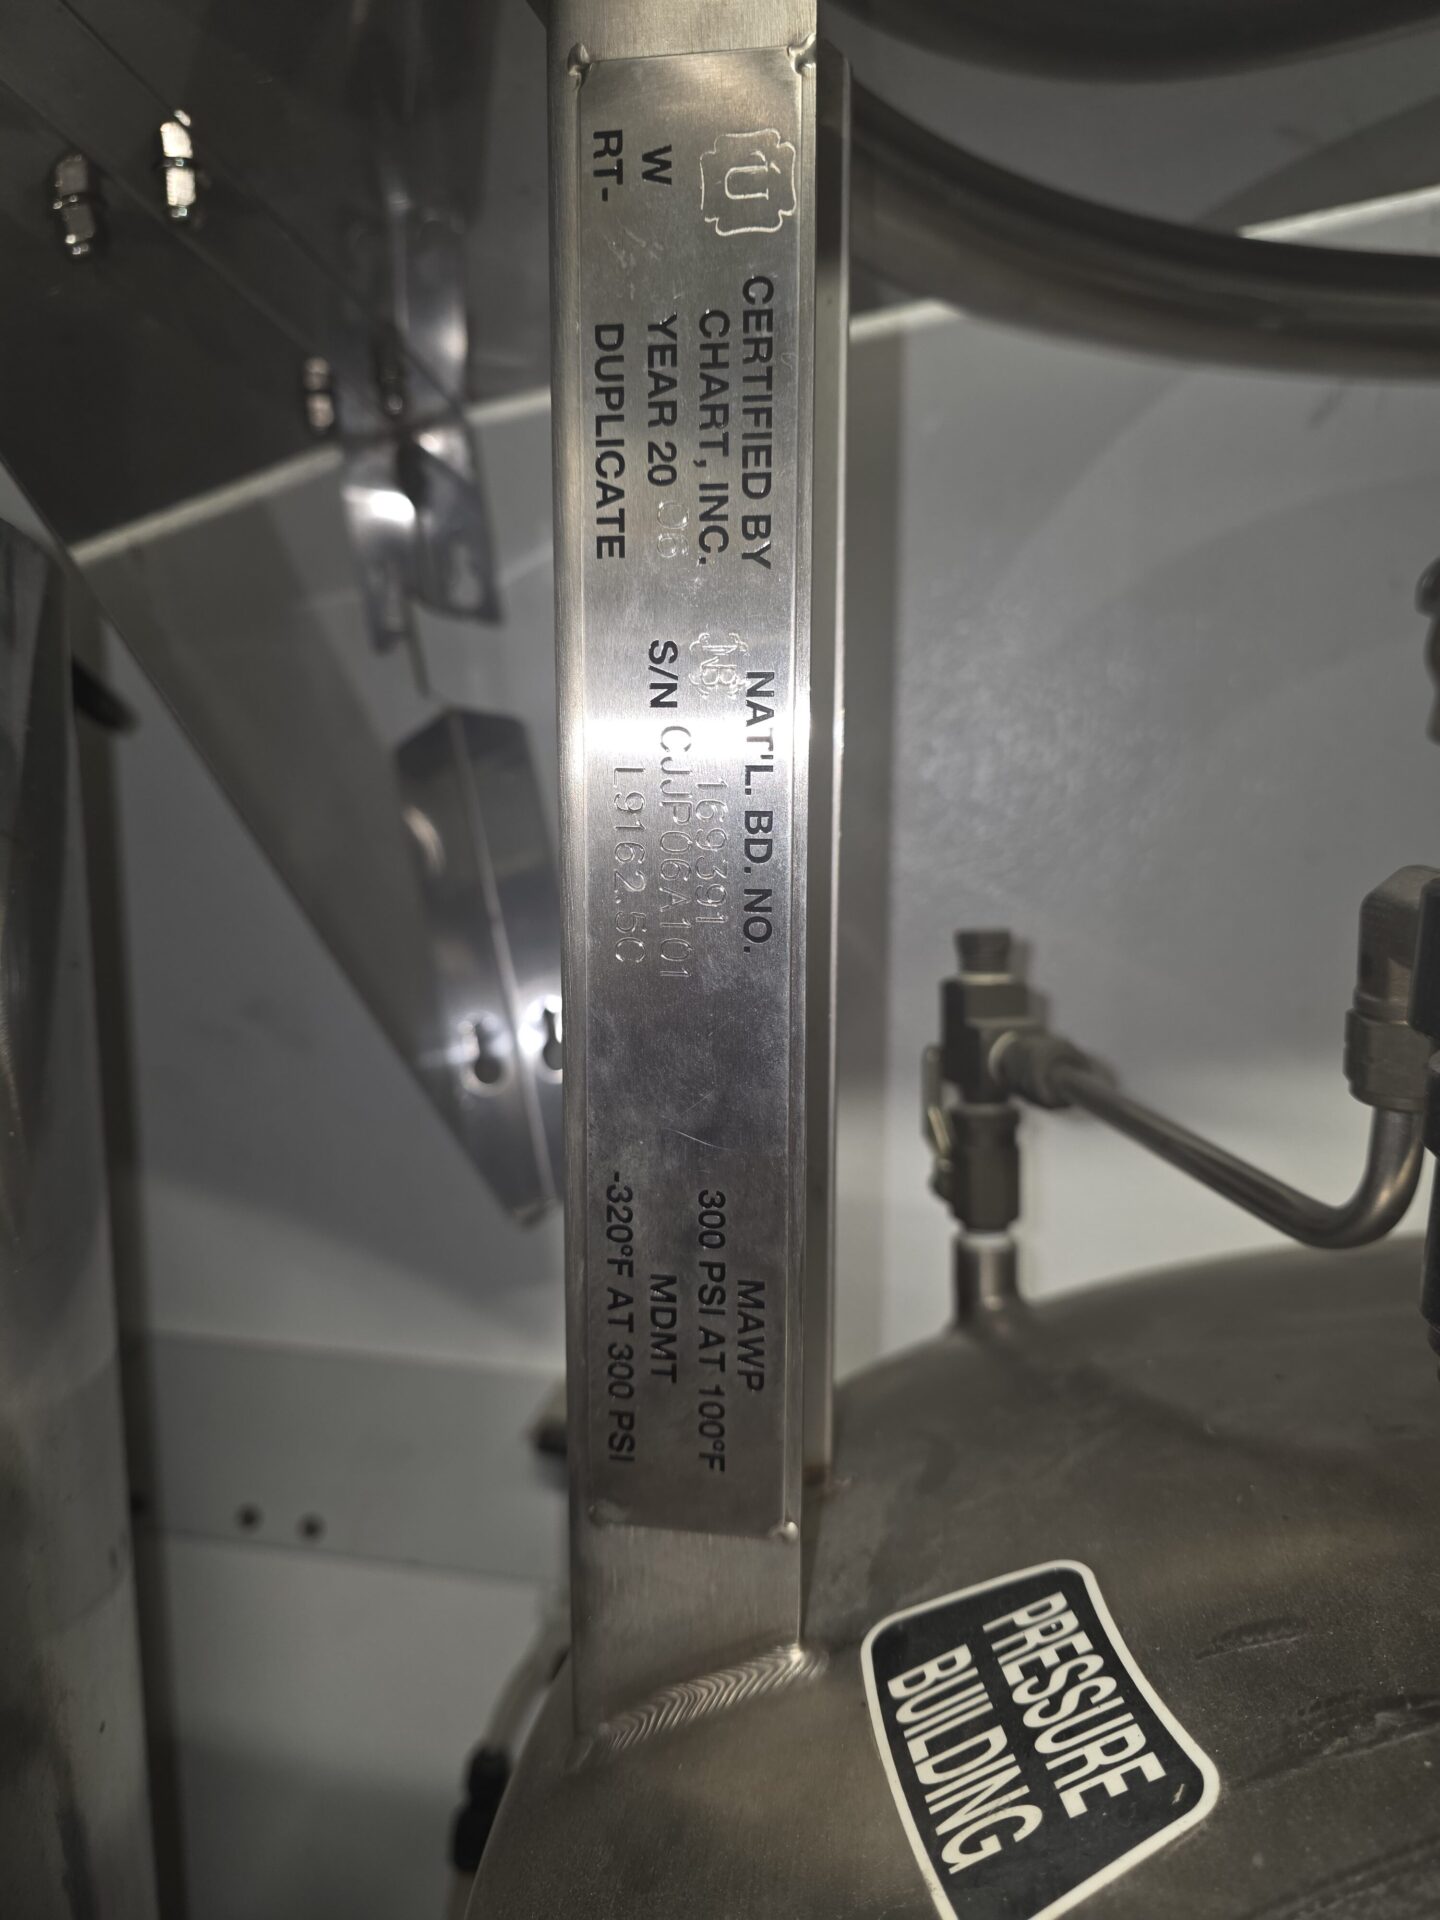 U
W
RT-
CERTIFIED BY
CHART, INC.
YEAR 20 06
DUPLICATE
NAT'L. BD. NO.
NB 169391
S/N CJJP06A101
L9162.5C
MAWP
300 PSI AT 100°F
MDMT
-320°F AT 300 PSI
PRESSURE
BUILDING